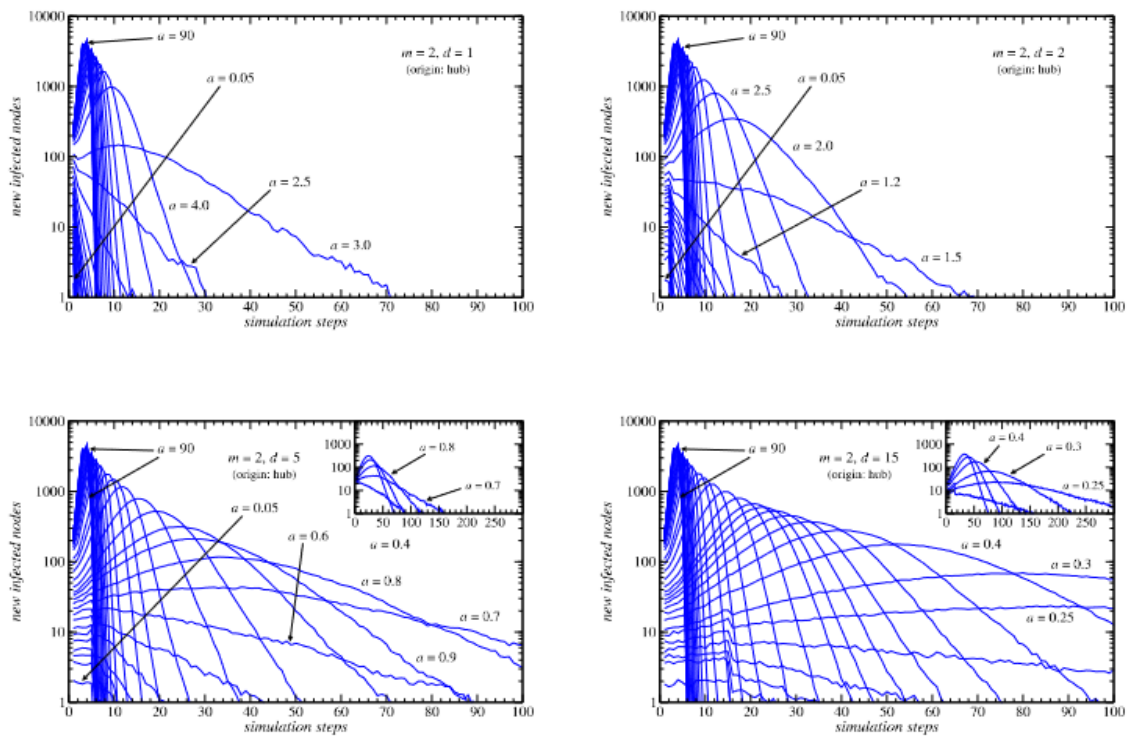 10000
1000
100
10
1
new infected nodes
a = 90
m = 2, d = 1
(origin: hub)
a = 0.05
a = 2.5
a = 4.0
a = 3.0
0 10 20 30 40 50 60 70 80 90 100
simulation steps
10000
1000
100
10
1
new infected nodes
a = 90
m = 2, d = 2
(origin: hub)
a = 0.05
a = 2.5
a = 2.0
a = 1.2
a = 1.5
0 10 20 30 40 50 60 70 80 90 100
simulation steps
10000
1000
100
10
1
new infected nodes
a = 90
m = 2, d = 5
(origin: hub)
a = 0.05
a = 0.6
a = 0.4
a = 0.8
a = 0.7
a = 0.9
1000
100
10
1
a = 0.8
a = 0.7
0 50 100 150 200 250
0 10 20 30 40 50 60 70 80 90 100
simulation steps
10000
1000
100
10
1
new infected nodes
a = 90
m = 2, d = 15
(origin: hub)
a = 0.4
a = 0.3
a = 0.25
1000
100
10
1
a = 0.4
a = 0.3
a = 0.25
0 50 100 150 200 250
0 10 20 30 40 50 60 70 80 90 100
simulation steps